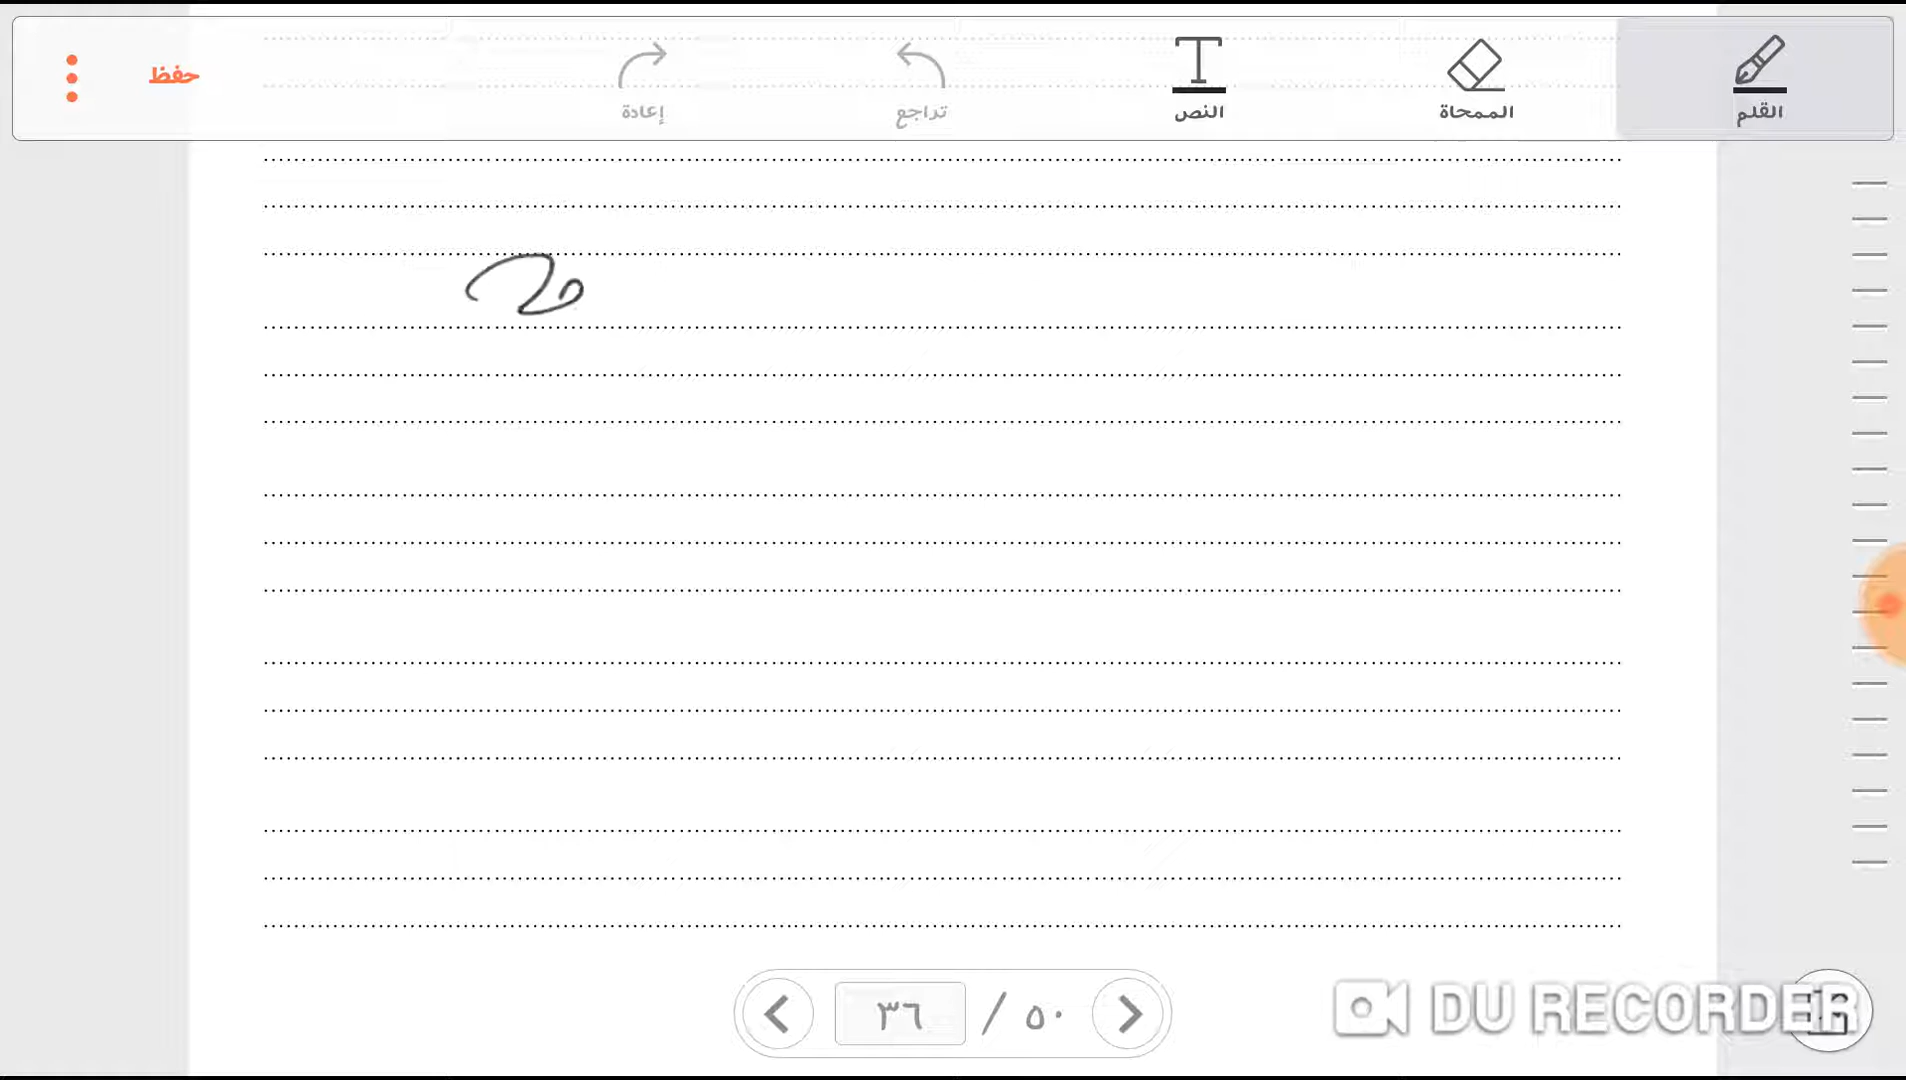 القلم
الممحاة
النص
تراجع
إعادة
حفظ
٣٦ / ٥٠
DU RECORDER